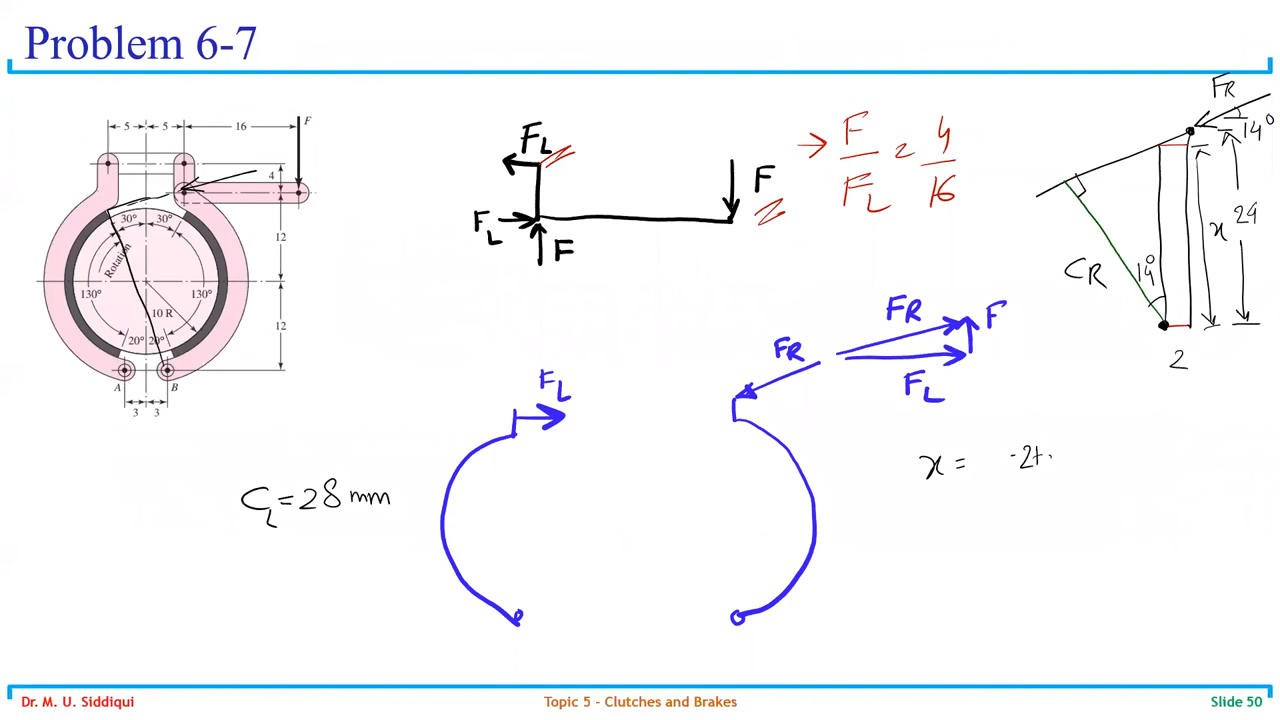 Problem 6-7
5
5
16
F
4
12
12
30°
30°
Rotation
130°
130°
10 R
20°
20°
A
B
3
3
F_L
F_L
F
F
→ F/F_L = 4/16
F_R
14°
24
x
C_R
14°
2
F_R
F_R
F
F_L
F_L
C_L = 28 mm
x = -2+.
Dr. M. U. Siddiqui
Topic 5 - Clutches and Brakes
Slide 50